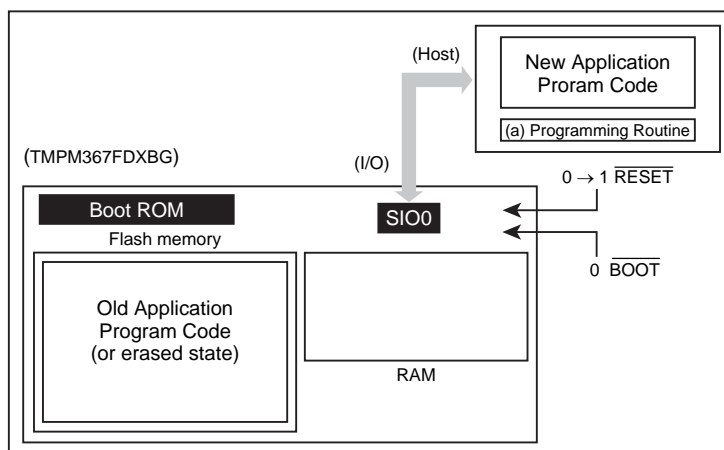 (Host)
New Application
Proram Code
(a) Programming Routine
(TMPM367FDXBG)
(I/O)
0 → 1 RESET
Boot ROM
SIO0
Flash memory
0 BOOT
Old Application
Program Code
(or erased state)
RAM